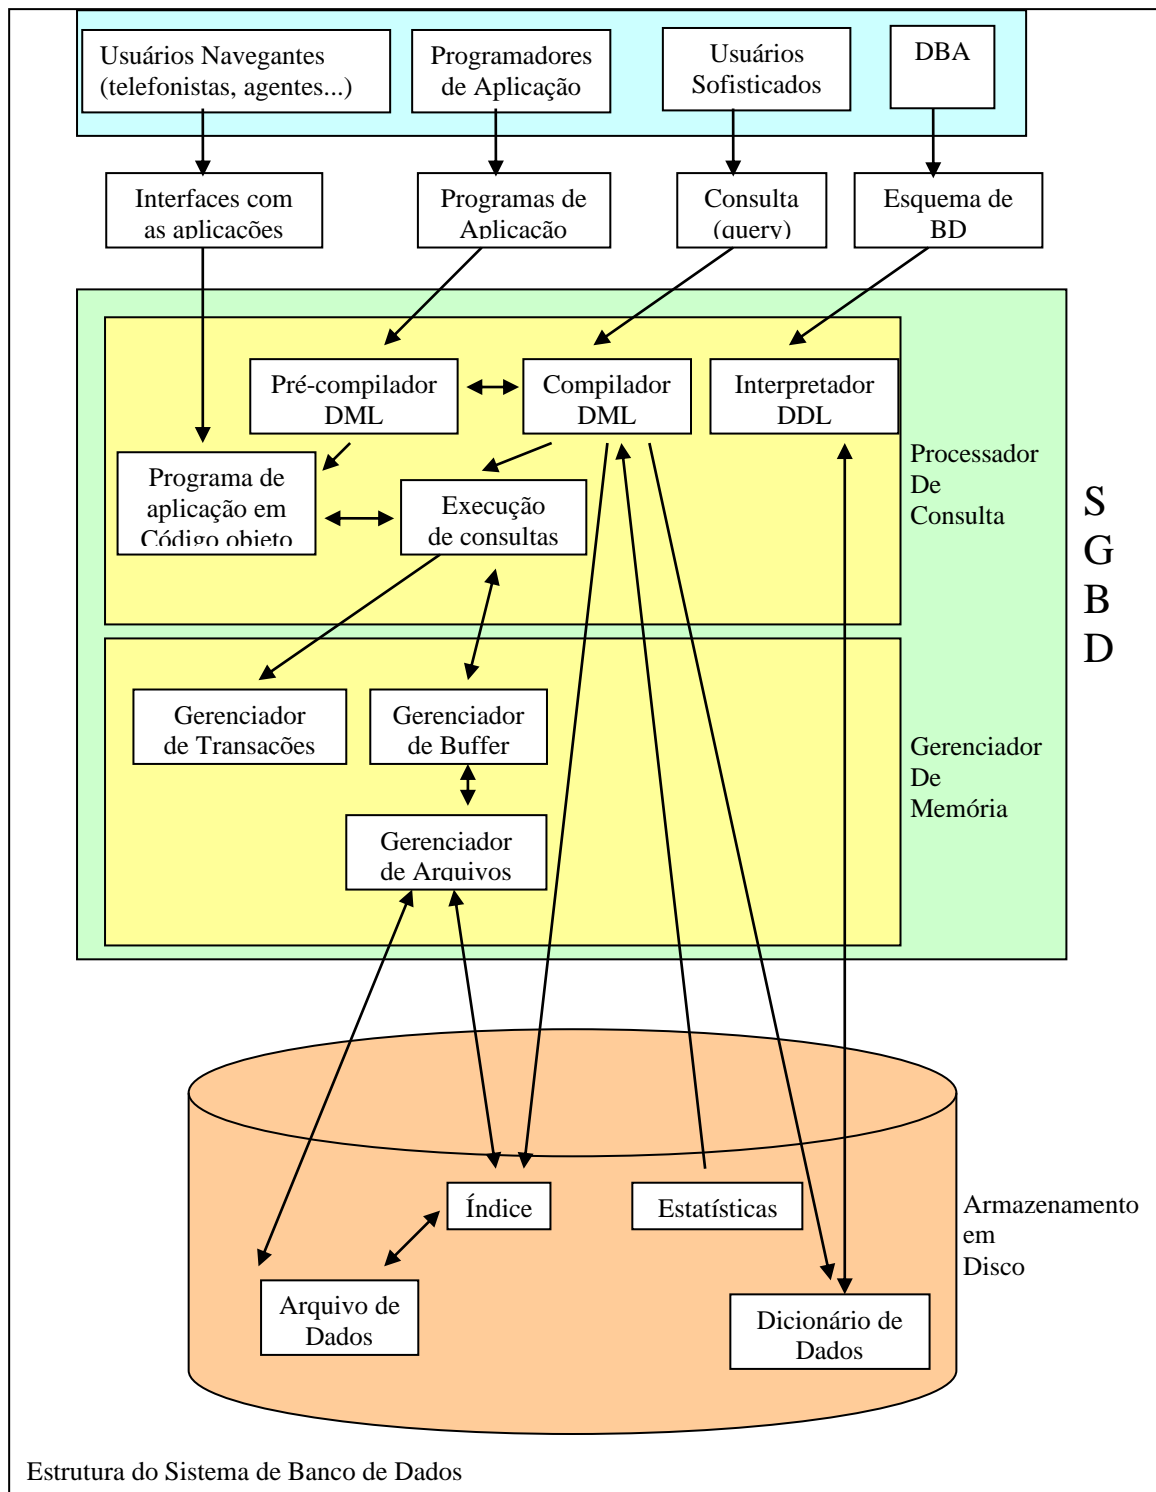 Usuários Navegantes
(telefonistas, agentes...)
Programadores
de Aplicação
Usuários
Sofisticados
DBA
Interfaces com
as aplicações
Programas de
Aplicação
Consulta
(query)
Esquema de
BD
Pré-compilador
DML
Compilador
DML
Interpretador
DDL
Processador
De
Consulta
Programa de
aplicação em
Código objeto
Execução
de consultas
S
G
B
D
Gerenciador
de Transações
Gerenciador
de Buffer
Gerenciador
De
Memória
Gerenciador
de Arquivos
Índice
Estatísticas
Armazenamento
em
Disco
Arquivo de
Dados
Dicionário de
Dados
Estrutura do Sistema de Banco de Dados